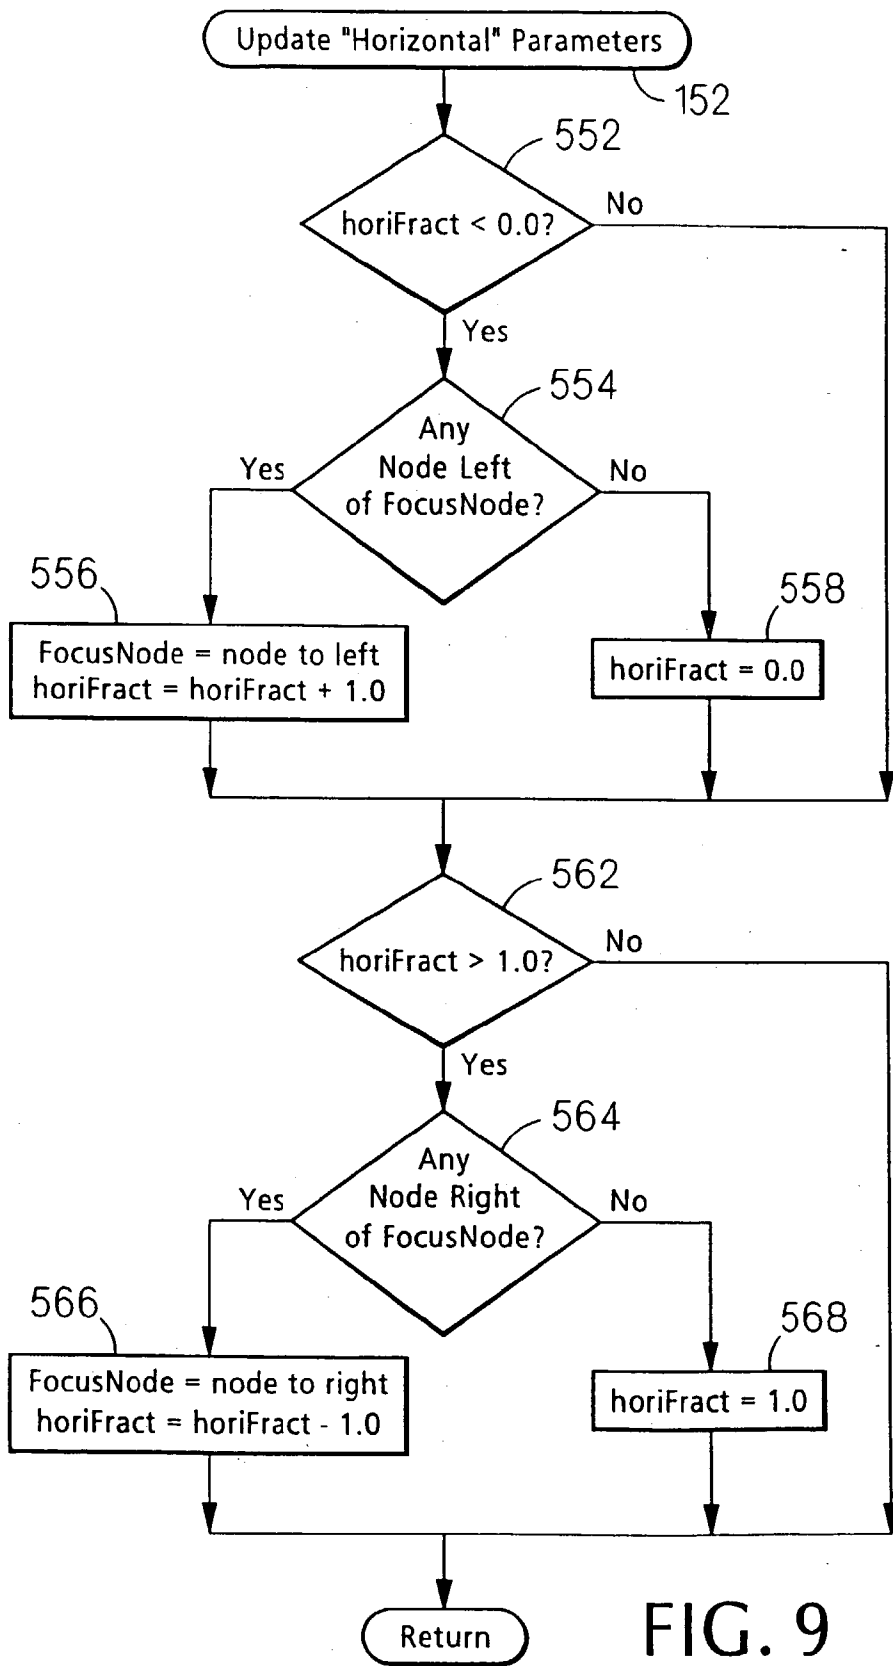 Update "Horizontal" Parameters
152
552
horiFract < 0.0?
No
Yes
554
Any
Node Left
of FocusNode?
Yes
No
556
FocusNode = node to left
horiFract = horiFract + 1.0
558
horiFract = 0.0
562
horiFract > 1.0?
No
Yes
564
Any
Node Right
of FocusNode?
Yes
No
566
FocusNode = node to right
horiFract = horiFract - 1.0
568
horiFract = 1.0
Return
FIG. 9